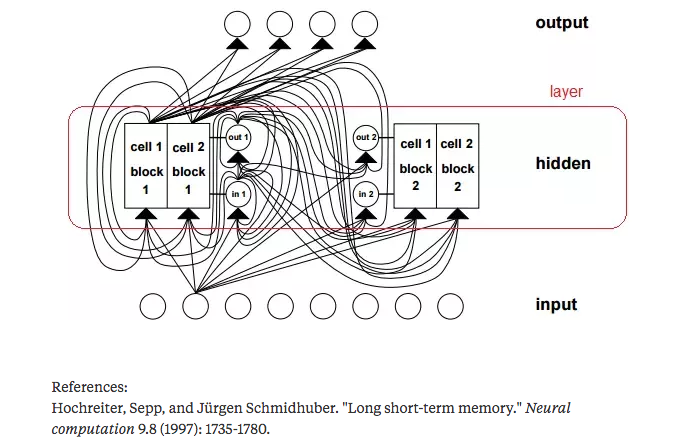 output
layer
out 1
out 2
cell 1
block
1
cell 2
block
1
cell 1
block
2
cell 2
block
2
hidden
in 1
in 2
input
References:
Hochreiter, Sepp, and Jürgen Schmidhuber. "Long short-term memory." Neural
computation 9.8 (1997): 1735-1780.